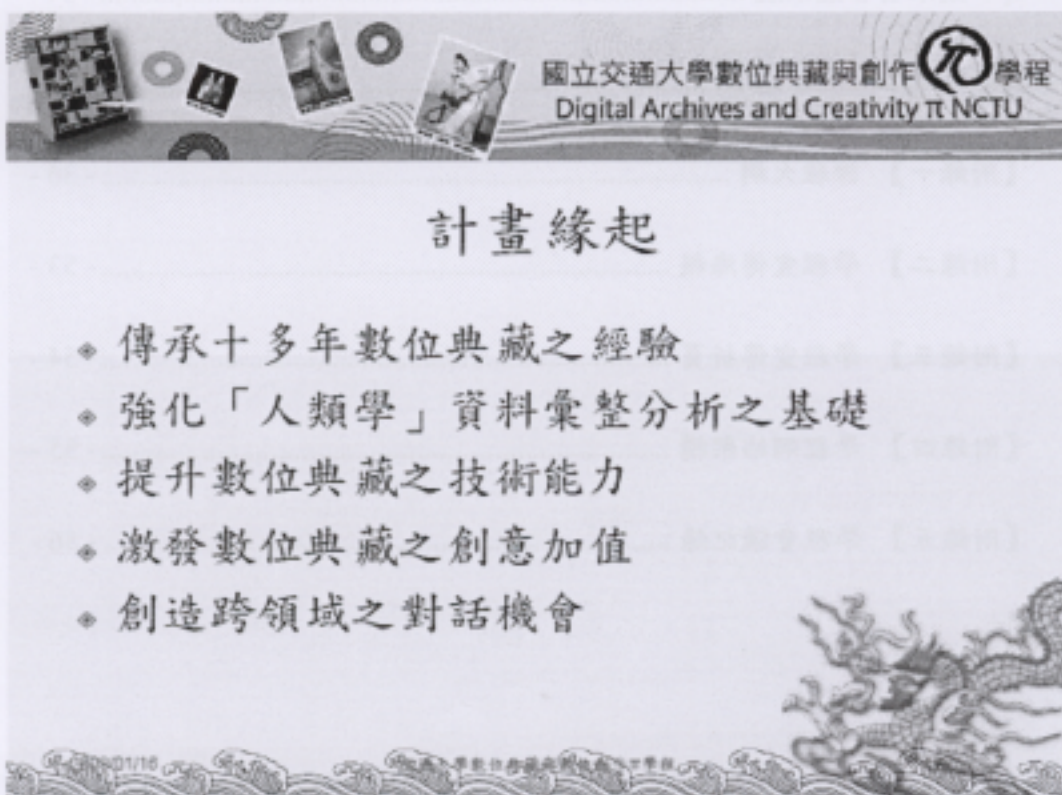 國立交通大學數位典藏與創作π學程
Digital Archives and Creativity π NCTU
計畫緣起
傳承十多年數位典藏之經驗
強化「人類學」資料彙整分析之基礎
提升數位典藏之技術能力
激發數位典藏之創意加值
創造跨領域之對話機會